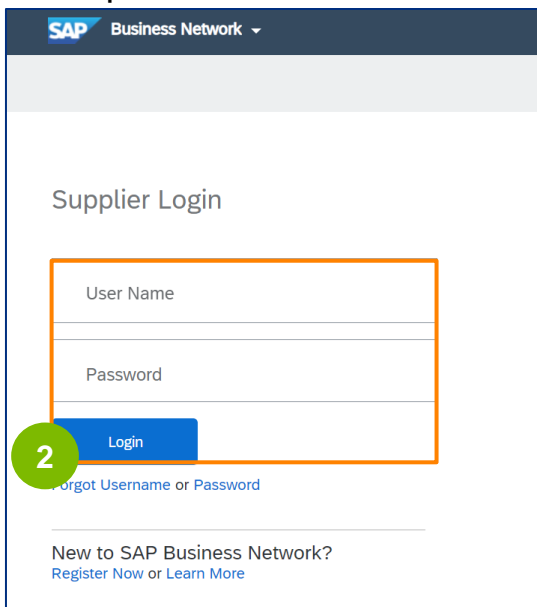 SAP Business Network
Supplier Login
User Name
Password
Login
2
Forgot Username or Password
New to SAP Business Network?
Register Now or Learn More